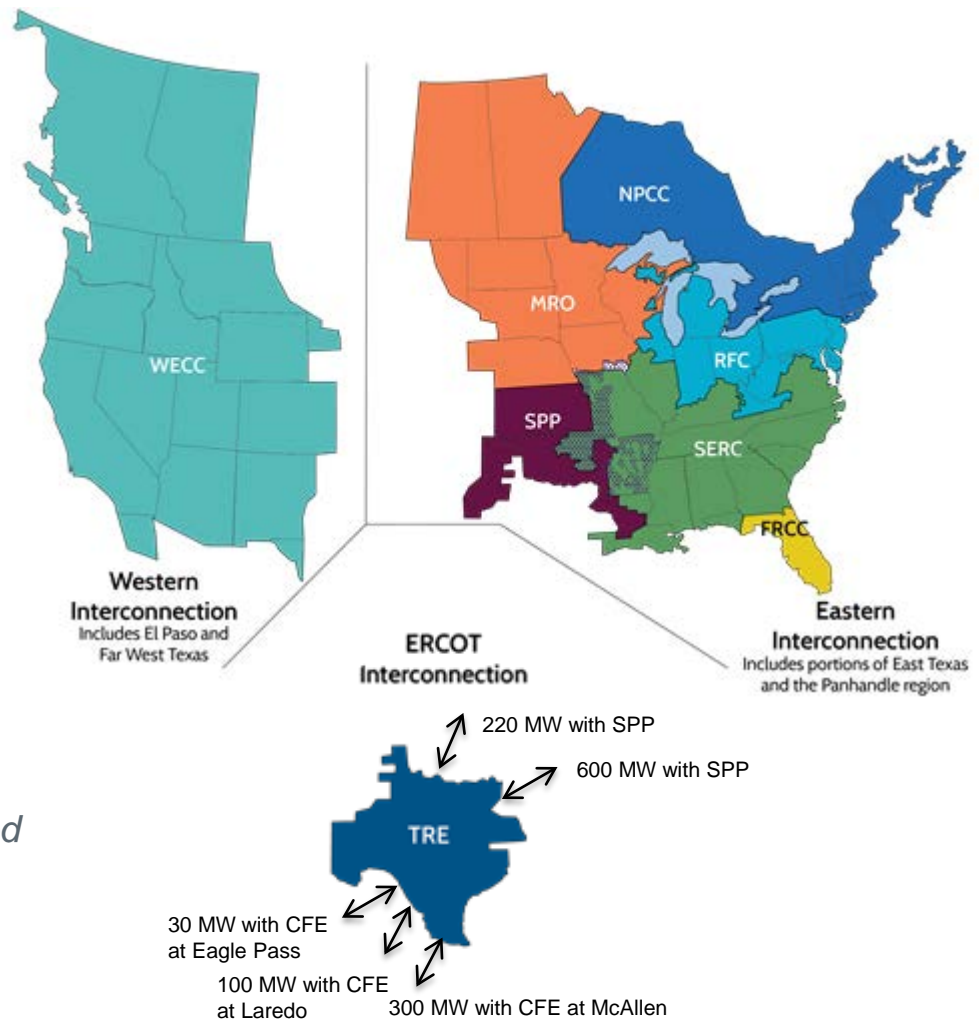 NPCC
MRO
WECC
RFC
SPP
SERC
FRCC
Western
Interconnection
Includes El Paso and
Far West Texas
Eastern
Interconnection
Includes portions of East Texas
and the Panhandle region
ERCOT
Interconnection
220 MW with SPP
600 MW with SPP
d
TRE
30 MW with CFE
at Eagle Pass
100 MW with CFE
at Laredo
300 MW with CFE at McAllen